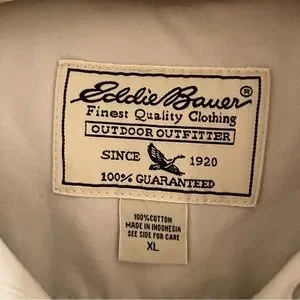 Eddie Bauer®
Finest Quality Clothing
OUTDOOR OUTFITTER
SINCE 1920
100% GUARANTEED
100% COTTON
MADE IN INDONESIA
SEE SIDE FOR CARE
XL